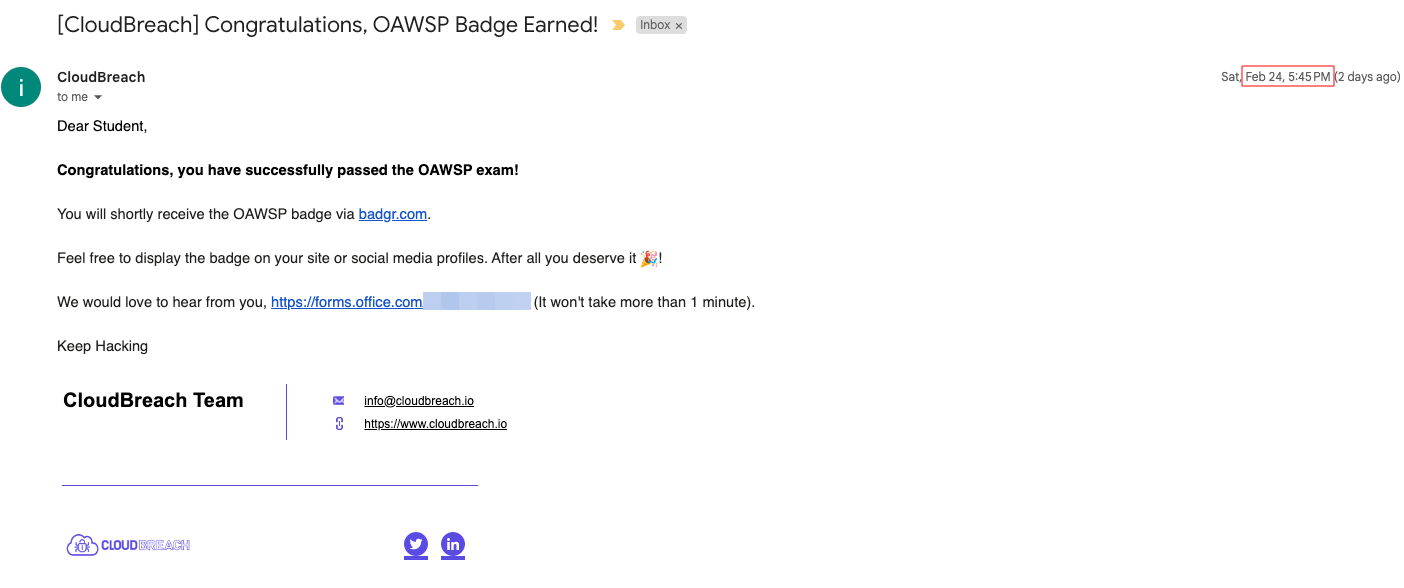 [CloudBreach] Congratulations, OAWSP Badge Earned!
Inbox ×
i
CloudBreach
Sat, Feb 24, 5:45 PM (2 days ago)
to me
Dear Student,
Congratulations, you have successfully passed the OAWSP exam!
You will shortly receive the OAWSP badge via badgr.com.
Feel free to display the badge on your site or social media profiles. After all you deserve it 🎉!
We would love to hear from you, https://forms.office.com (It won't take more than 1 minute).
Keep Hacking
CloudBreach Team
info@cloudbreach.io
https://www.cloudbreach.io
CLOUDBREACH
in